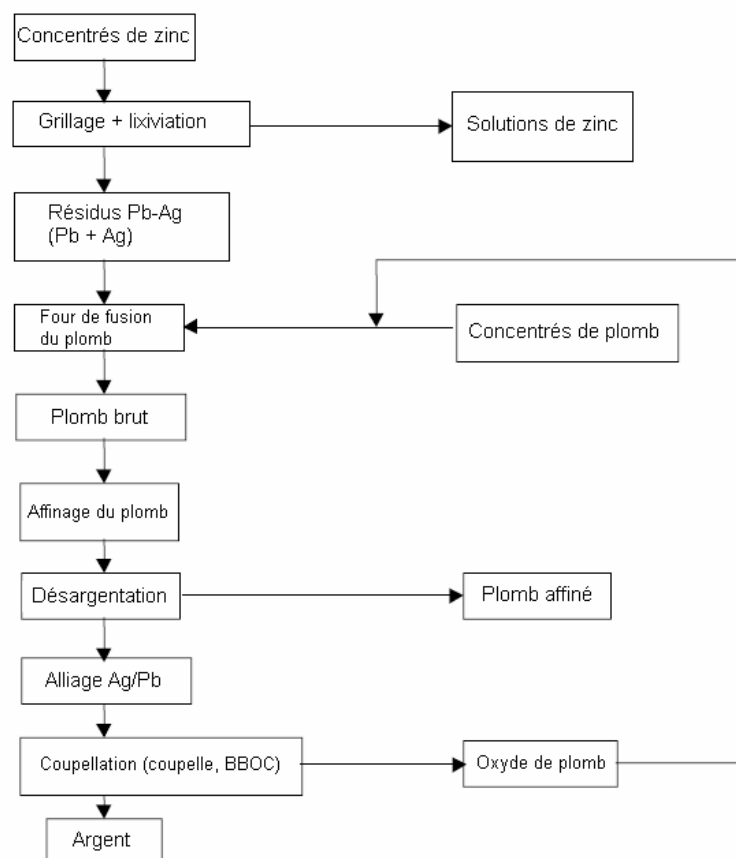 Concentrés de zinc
Grillage + lixiviation
Solutions de zinc
Résidus Pb-Ag
(Pb + Ag)
Four de fusion
du plomb
Concentrés de plomb
Plomb brut
Affinage du plomb
Désargentation
Plomb affiné
Alliage Ag/Pb
Coupellation (coupelle, BBOC)
Oxyde de plomb
Argent